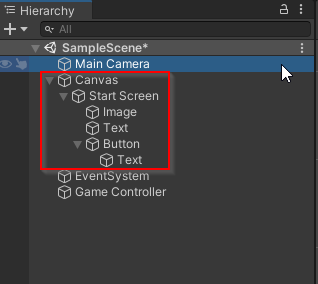 Hierarchy
All
SampleScene*
Main Camera
Canvas
Start Screen
Image
Text
Button
Text
EventSystem
Game Controller